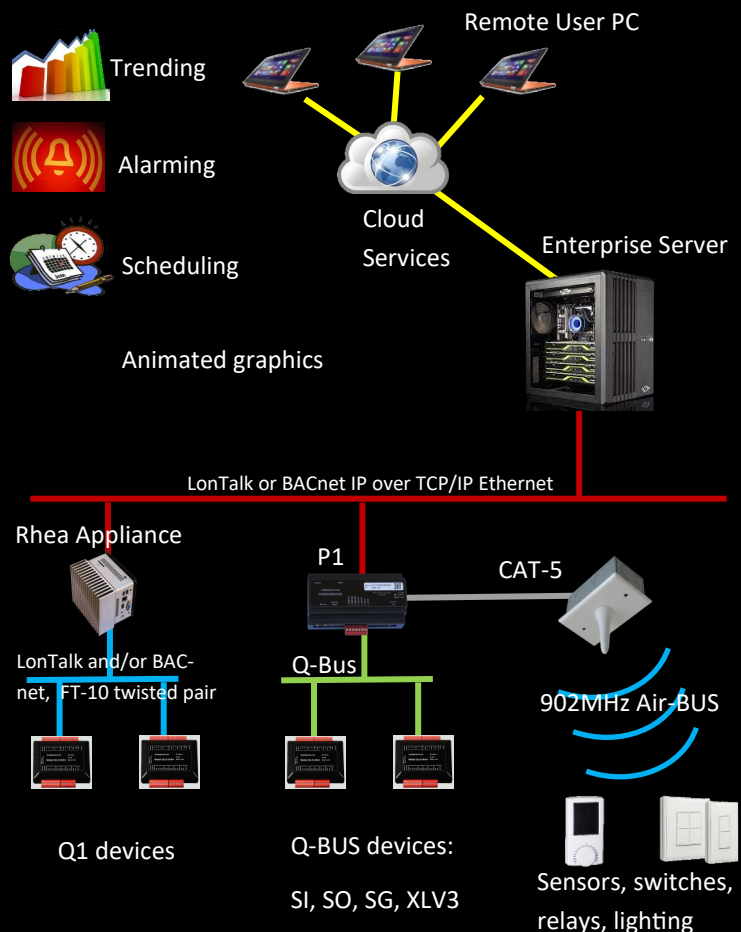 Remote User PC
Trending
Alarming
Cloud
Services
Enterprise Server
Scheduling
Animated graphics
LonTalk or BACnet IP over TCP/IP Ethernet
Rhea Appliance
P1
CAT-5
LonTalk and/or BAC-
net, FT-10 twisted pair
Q-Bus
902MHz Air-BUS
Q1 devices
Q-BUS devices:
SI, SO, SG, XLV3
Sensors, switches,
relays, lighting